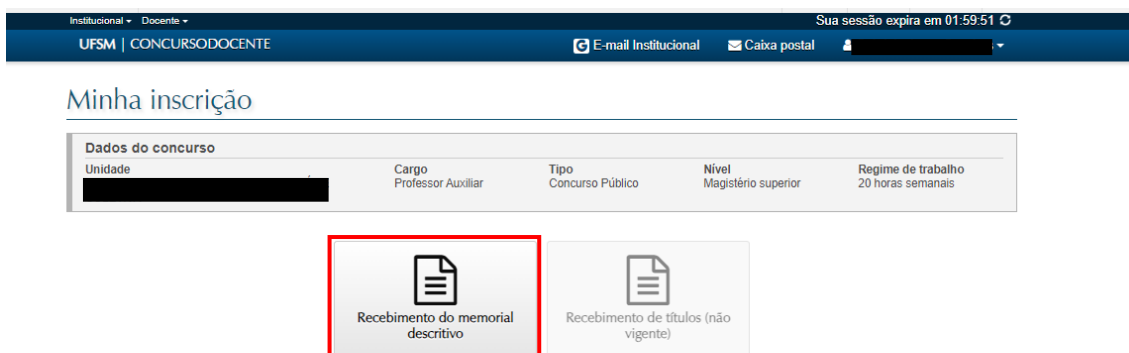 Institucional Docente Sua sessão expira em 01:59:51
UFSM | CONCURSODOCENTE G E-mail Institucional Caixa postal
Minha inscrição
Dados do concurso
Unidade Cargo Tipo Nível Regime de trabalho
Professor Auxiliar Concurso Público Magistério superior 20 horas semanais
Recebimento do memorial descritivo
Recebimento de títulos (não vigente)